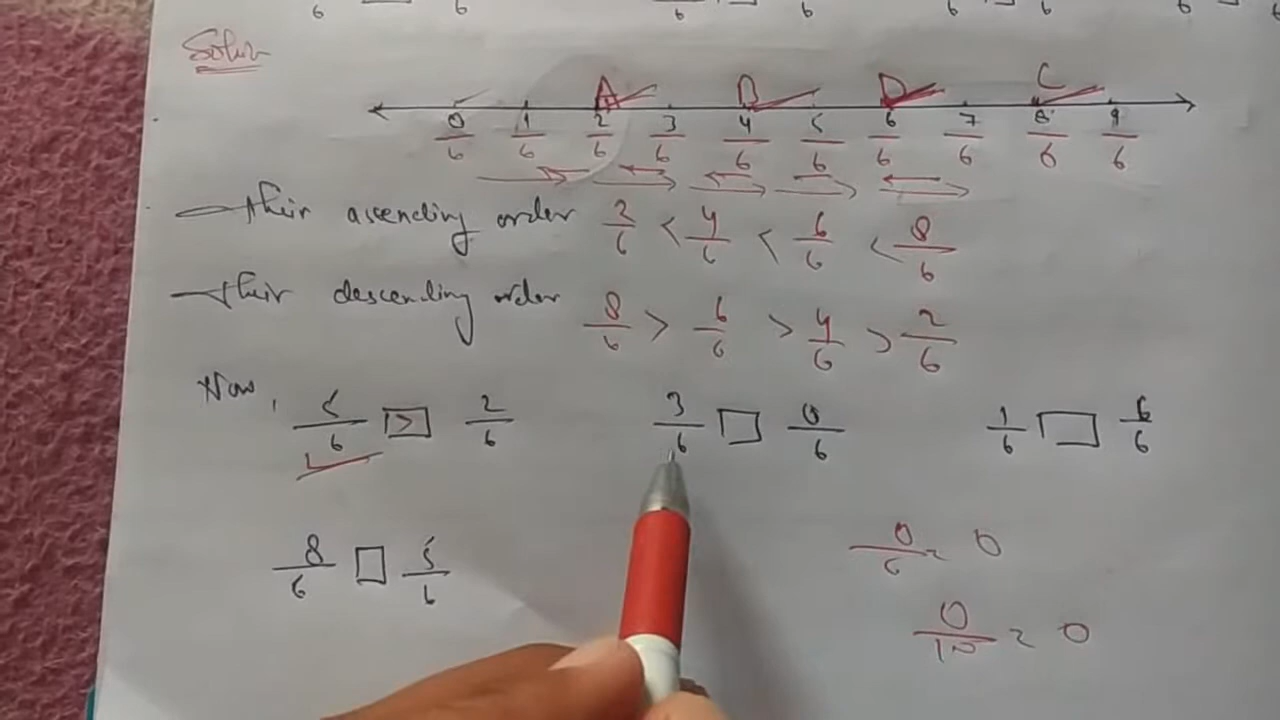 Solun
A B D C
0/6 1/6 2/6 3/6 4/6 5/6 6/6 7/6 8/6 9/6
Their ascending order 2/6 < 4/6 < 6/6 < 8/6
Their descending order 8/6 > 6/6 > 4/6 > 2/6
Now, 5/6 > 2/6 3/6 □ 0/6 1/6 □ 6/6
8/6 □ 5/6
0/6 = 0
0/10 = 0